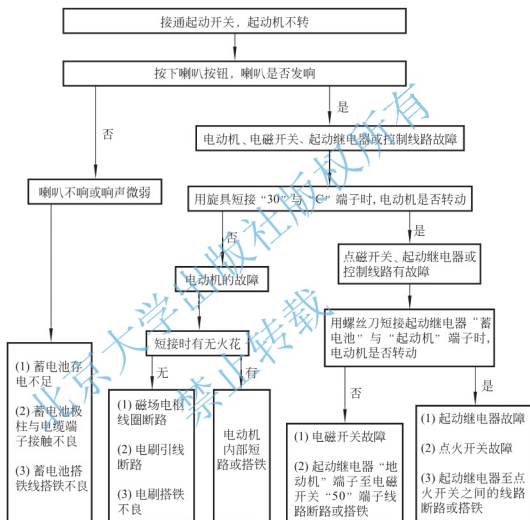 接通起动开关，起动机不转
按下喇叭按钮，喇叭是否发响
否
是
电动机、电磁开关、起动继电器或控制线路故障
喇叭不响或响声微弱
用旋具短接“30”与“C”端子时，电动机是否转动
否
是
电动机的故障
点磁开关、起动继电器或
控制线路有故障
短接时有无火花
用螺丝刀短接起动继电器“蓄
电池”与“起动机”端子时，
电动机是否转动
无
有
否
是
(1) 蓄电池存
电不足
(2) 蓄电池极
柱与电缆端
子接触不良
(3) 蓄电池搭
铁线搭铁不良
(1) 磁场电枢
线圈断路
(2) 电刷引线
断路
(3) 电刷搭铁
不良
电动机
内部短
路或搭铁
(1) 电磁开关故障
(2) 起动继电器“地
动机”端子至电磁
开关“50”端子线
路断路或搭铁
(1) 起动继电器故障
(2) 点火开关故障
(3) 起动继电器至点
火开关之间的线路
断路或搭铁
北京大学出版社版权所有
禁止转载